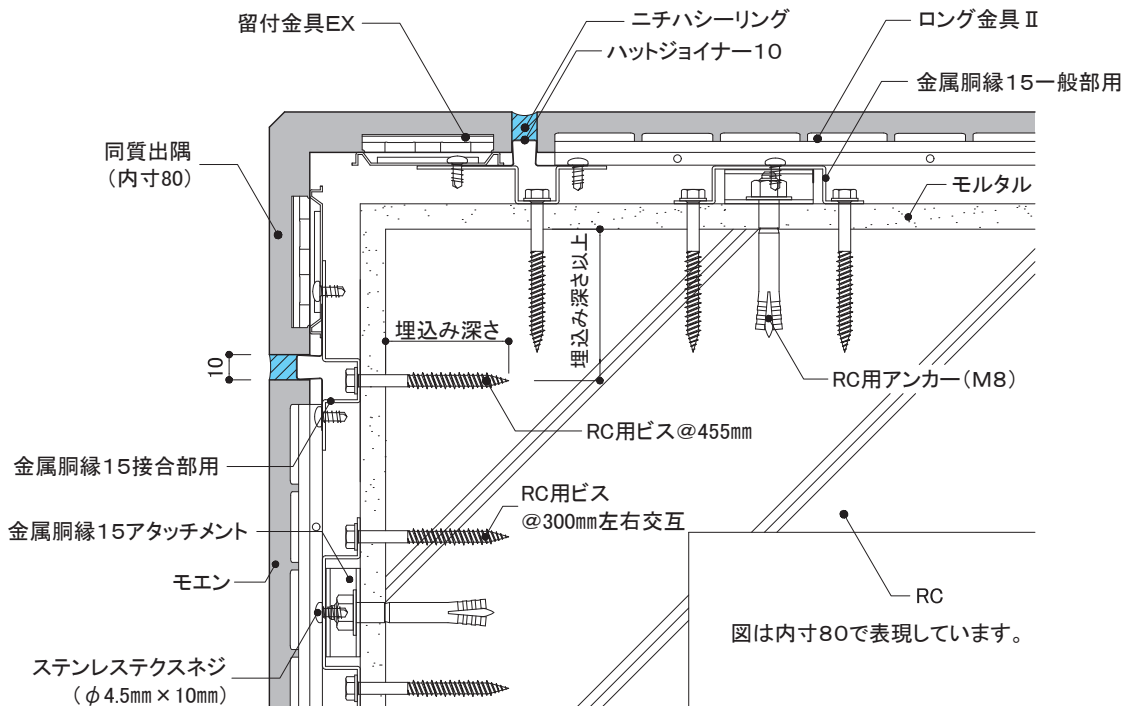 留付金具EX
ニチハシーリング
ハットジョイナー10
ロング金具Ⅱ
金属胴縁15一般部用
同質出隅
（内寸80）
モルタル
埋込み深さ以上
埋込み深さ
10
RC用アンカー（M8）
RC用ビス@455mm
金属胴縁15接合部用
RC用ビス
@300mm左右交互
金属胴縁15アタッチメント
モエン
RC
図は内寸80で表現しています。
ステンレステクスネジ
（φ4.5mm×10mm）